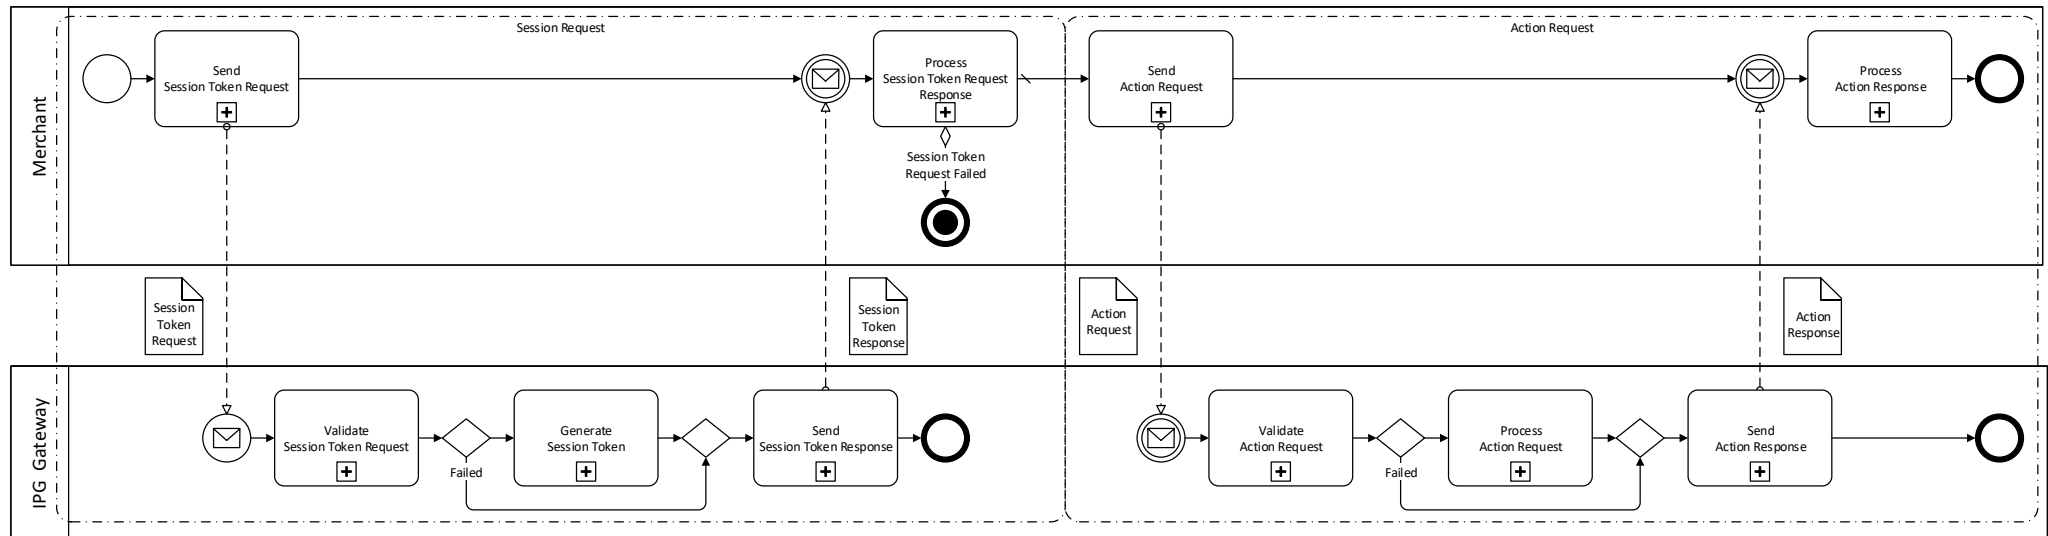 Session Request
Action Request
Merchant
Send
Session Token Request
Process
Session Token Request
Response
Session Token
Request Failed
Send
Action Request
Process
Action Response
Session
Token
Request
Session
Token
Response
Action
Request
Action
Response
IPG Gateway
Validate
Session Token Request
Failed
Generate
Session Token
Send
Session Token Response
Validate
Action Request
Failed
Process
Action Request
Send
Action Response